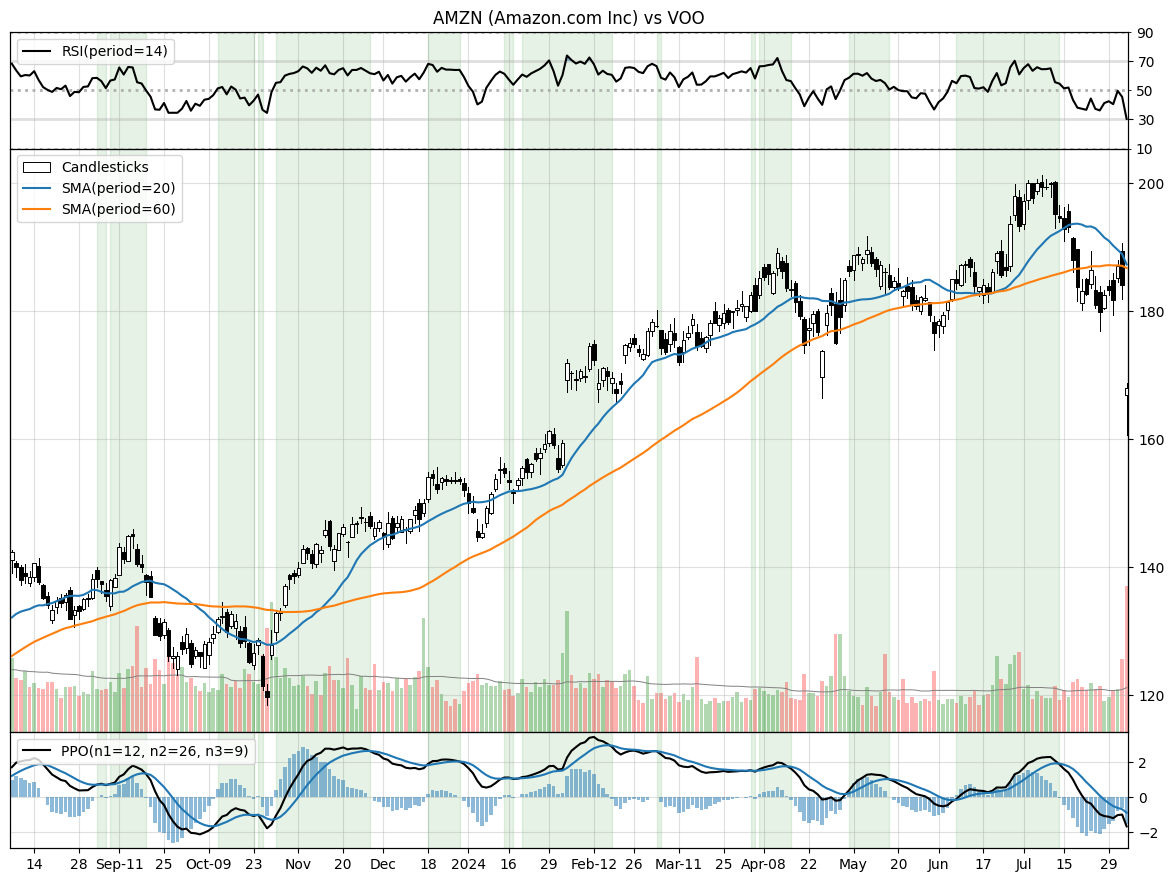 AMZN (Amazon.com Inc) vs VOO
RSI(period=14)
90
70
50
30
10
Candlesticks
SMA(period=20)
SMA(period=60)
200
180
160
140
120
PPO(n1=12, n2=26, n3=9)
2
0
−2
14 28 Sep-11 25 Oct-09 23 Nov 20 Dec 18 2024 16 29 Feb-12 26 Mar-11 25 Apr-08 22 May 20 Jun 17 Jul 15 29